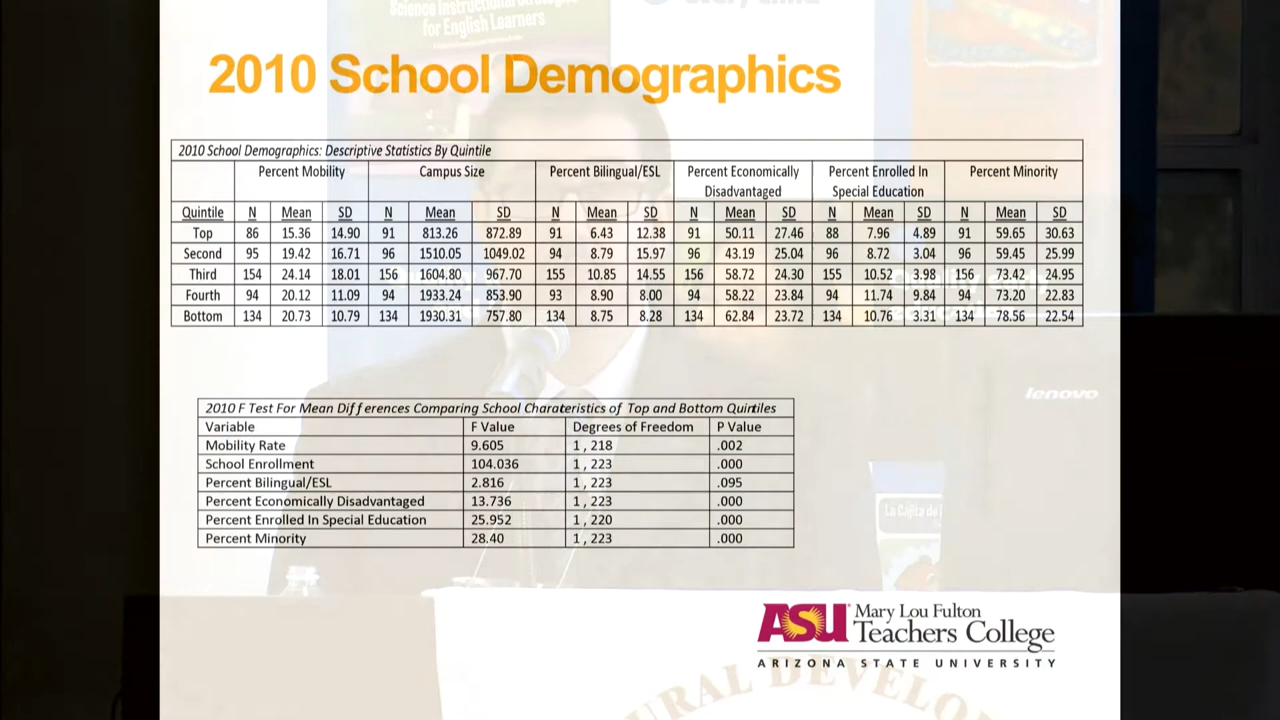 Science Instructional
for English Learners
2010 School Demographics
2010 School Demographics: Descriptive Statistics By Quintile
Percent Mobility Campus Size Percent Bilingual/ESL Percent Economically Disadvantaged Percent Enrolled In Special Education Percent Minority
Quintile N Mean SD N Mean SD N Mean SD N Mean SD N Mean SD N Mean SD
Top 86 15.36 14.90 91 813.26 872.89 91 6.43 12.38 91 50.11 27.46 88 7.96 4.89 91 59.65 30.63
Second 95 19.42 16.71 96 1510.05 1049.02 94 8.79 15.97 96 43.19 25.04 96 8.72 3.04 96 59.45 25.99
Third 154 24.14 18.01 156 1604.80 967.70 155 10.85 14.55 156 58.72 24.30 155 10.52 3.98 156 73.42 24.95
Fourth 94 20.12 11.09 94 1933.24 853.90 93 8.90 8.00 94 58.22 23.84 94 11.74 9.84 94 73.20 22.83
Bottom 134 20.73 10.79 134 1930.31 757.80 134 8.75 8.28 134 62.84 23.72 134 10.76 3.31 134 78.56 22.54
lenovo
2010 F Test For Mean Differences Comparing School Charateristics of Top and Bottom Quintiles
Variable F Value Degrees of Freedom P Value
Mobility Rate 9.605 1, 218 .002
School Enrollment 104.036 1, 223 .000
Percent Bilingual/ESL 2.816 1, 223 .095
Percent Economically Disadvantaged 13.736 1, 223 .000
Percent Enrolled In Special Education 25.952 1, 220 .000
Percent Minority 28.40 1, 223 .000
La Cajita de
ASU Mary Lou Fulton
Teachers College
ARIZONA STATE UNIVERSITY